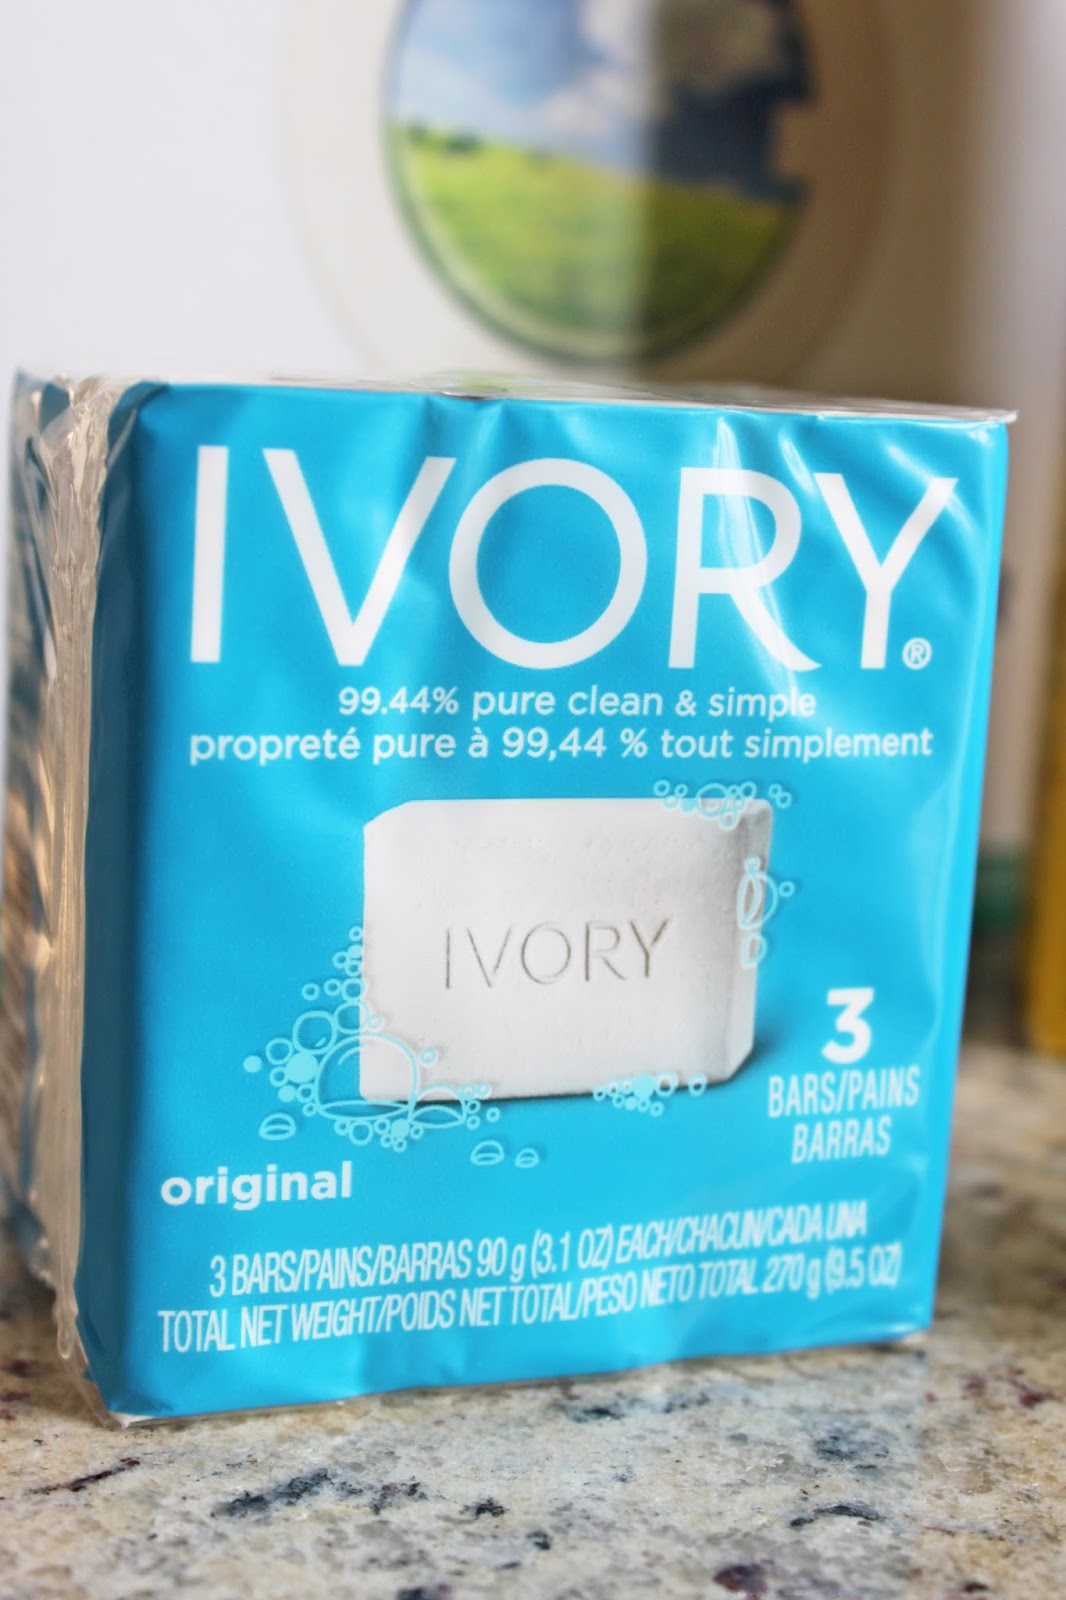 IVORY®
99.44% pure clean & simple
propreté pure à 99,44 % tout simplement
IVORY
3
BARS/PAINS
BARRAS
original
3 BARS/PAINS/BARRAS 90 g (3.1 OZ) EACH/CHACUN/CADA UNA
TOTAL NET WEIGHT/POIDS NET TOTAL/PESO NETO TOTAL 270 g (9.5 OZ)